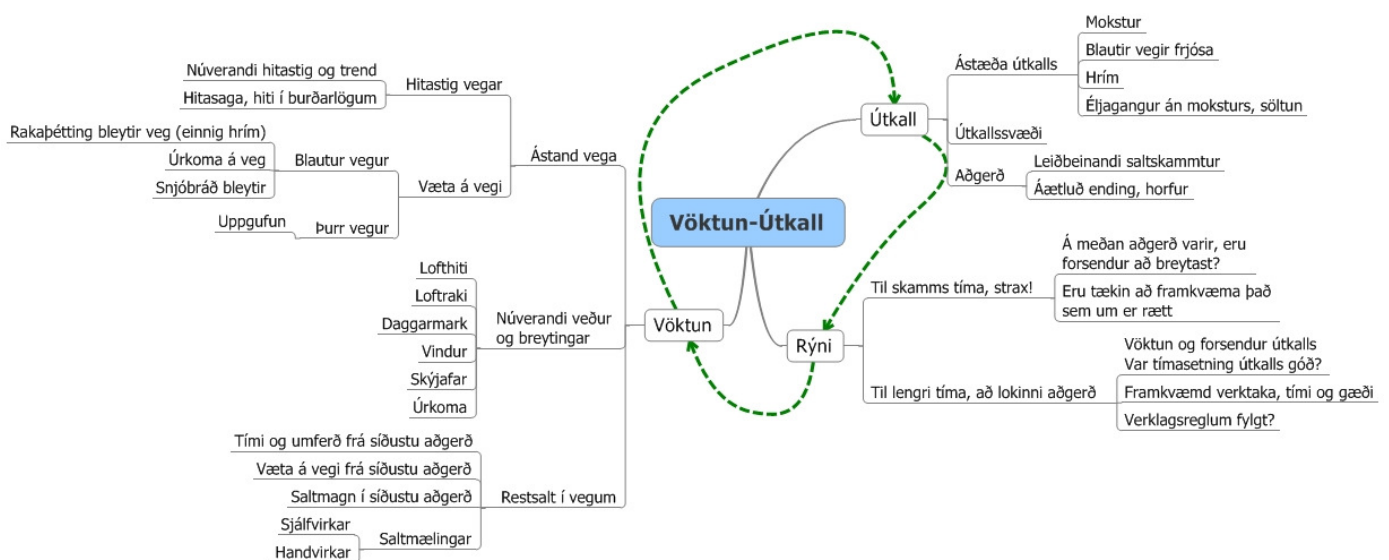 Vöktun-Útkall
Útkall
Ástæða útkalls
Mokstur
Blautir vegir frjósa
Hrím
Éljagangur án moksturs, söltun
Útkallssvæði
Aðgerð
Leiðbeinandi saltskammtur
Áætluð ending, horfur
Rýni
Til skamms tíma, strax!
Á meðan aðgerð varir, eru
forsendur að breytast?
Eru tækin að framkvæma það
sem um er rætt
Til lengri tíma, að lokinni aðgerð
Vöktun og forsendur útkalls
Var tímasetning útkalls góð?
Framkvæmd verktaka, tími og gæði
Verklagsreglum fylgt?
Vöktun
Ástand vega
Hitastig vegar
Núverandi hitastig og trend
Hitasaga, hiti í burðarlögum
Væta á vegi
Blautur vegur
Rakaþétting bleytir veg (einnig hrím)
Úrkoma á veg
Snjóbráð bleytir
Þurr vegur
Uppgufun
Núverandi veður
og breytingar
Lofthiti
Loftraki
Daggarmark
Vindur
Skýjafar
Úrkoma
Restsalt í vegum
Tími og umferð frá síðustu aðgerð
Væta á vegi frá síðustu aðgerð
Saltmagn í síðustu aðgerð
Saltmælingar
Sjálfvirkar
Handvirkar